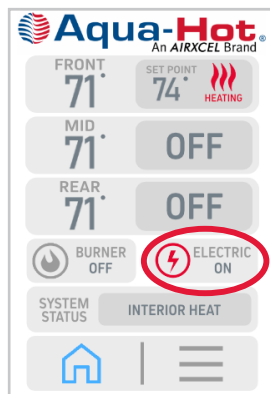 Aqua-Hot®
An AIRXCEL Brand
FRONT
71°
SET POINT
74°
HEATING
MID
71°
OFF
REAR
71°
OFF
BURNER
OFF
ELECTRIC
ON
SYSTEM
STATUS
INTERIOR HEAT